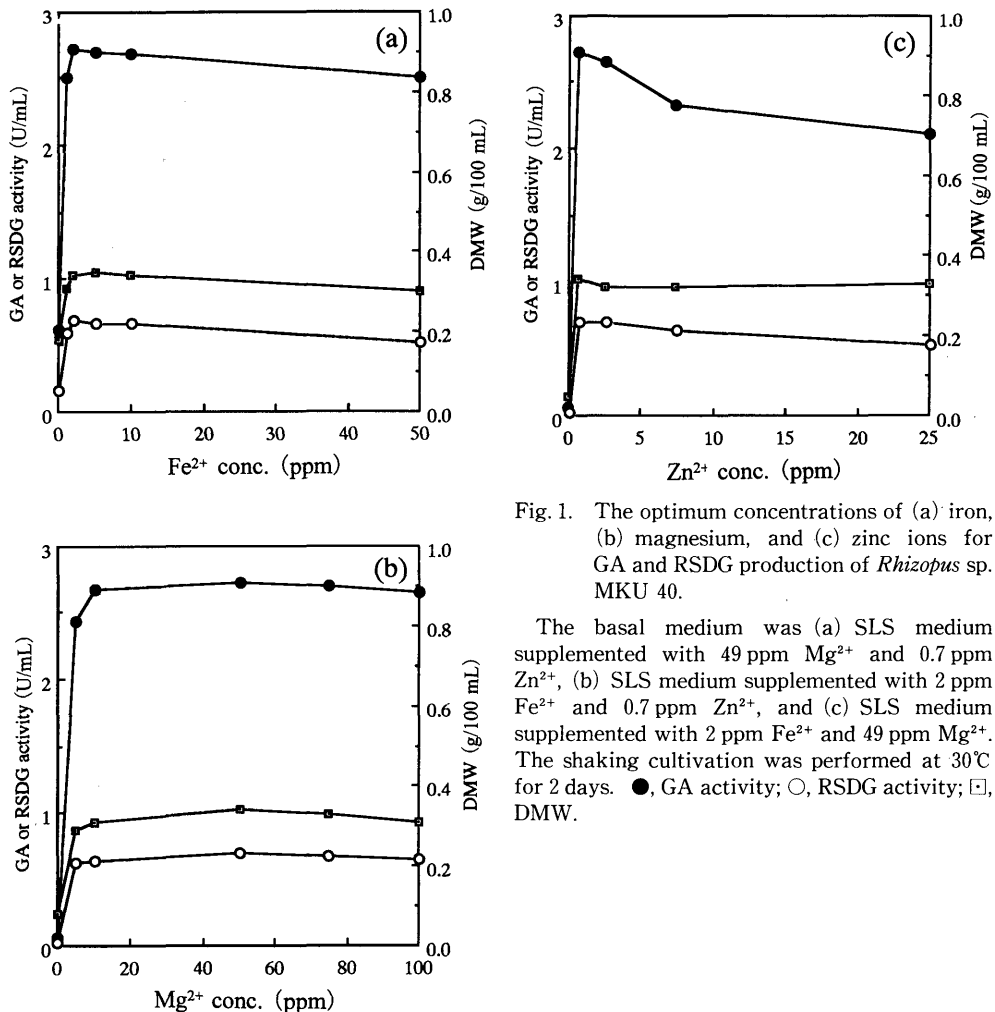 (a)
3
2
1
0
GA or RSDG activity (U/mL)
1.0
0.8
0.6
0.4
0.2
0.0
DMW (g/100 mL)
0 10 20 30 40 50
Fe²⁺ conc. (ppm)
(c)
3
2
1
0
GA or RSDG activity (U/mL)
1.0
0.8
0.6
0.4
0.2
0.0
DMW (g/100 mL)
0 5 10 15 20 25
Zn²⁺ conc. (ppm)
(b)
3
2
1
0
GA or RSDG activity (U/mL)
1.0
0.8
0.6
0.4
0.2
0.0
DMW (g/100 mL)
0 20 40 60 80 100
Mg²⁺ conc. (ppm)
Fig. 1. The optimum concentrations of (a) iron,
(b) magnesium, and (c) zinc ions for
GA and RSDG production of Rhizopus sp.
MKU 40.
The basal medium was (a) SLS medium
supplemented with 49 ppm Mg²⁺ and 0.7 ppm
Zn²⁺, (b) SLS medium supplemented with 2 ppm
Fe²⁺ and 0.7 ppm Zn²⁺, and (c) SLS medium
supplemented with 2 ppm Fe²⁺ and 49 ppm Mg²⁺.
The shaking cultivation was performed at 30℃
for 2 days. ●, GA activity; ○, RSDG activity; ⊡,
DMW.